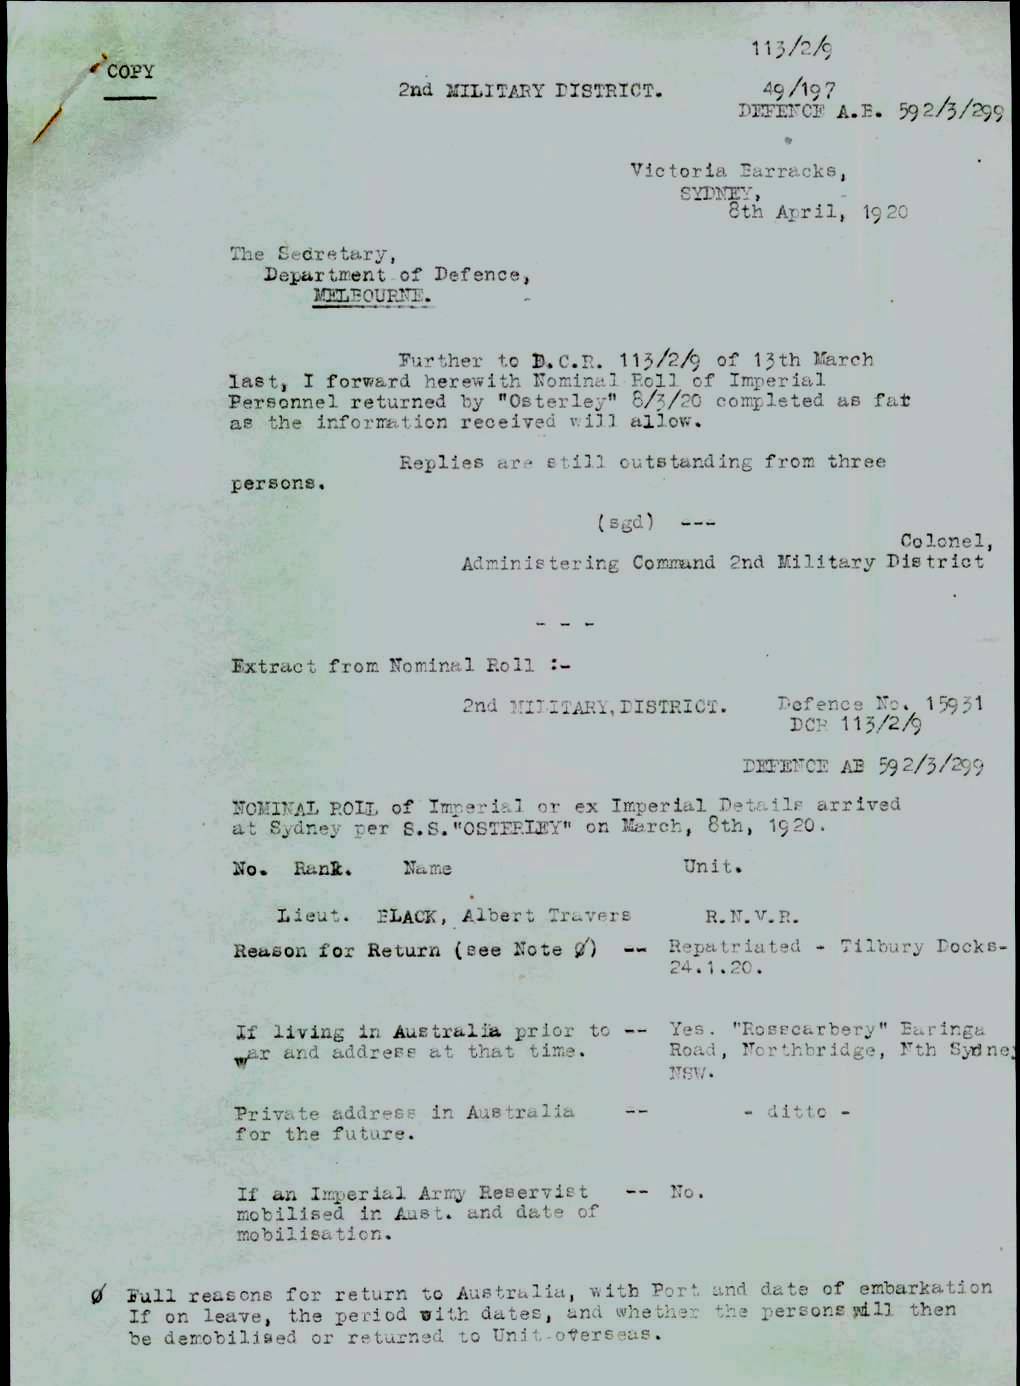 113/2/9
COPY
2nd MILITARY DISTRICT.
49/197
DEFENCE A.B. 592/3/299
Victoria Barracks,
SYDNEY,
8th April, 1920
The Secretary,
Department of Defence,
MELBOURNE.
Further to D.C.R. 113/2/9 of 13th March
last, I forward herewith Nominal Roll of Imperial
Personnel returned by "Osterley" 8/3/20 completed as far
as the information received will allow.
Replies are still outstanding from three
persons.
(sgd) ---
Colonel,
Administering Command 2nd Military District
- - -
Extract from Nominal Roll :-
2nd MILITARY, DISTRICT. Defence No. 15931
DCR 113/2/9
DEFENCE AB 592/3/299
NOMINAL ROLL of Imperial or ex Imperial Details arrived
at Sydney per S.S."OSTERLEY" on March, 8th, 1920.
No. Rank. Name Unit.
Lieut. BLACK, Albert Travers R.N.V.R.
Reason for Return (see Note Ø) -- Repatriated - Tilbury Docks-
24.1.20.
If living in Australia prior to -- Yes. "Rosscarbery" Baringa
war and address at that time. Road, Northbridge, Nth Sydney
NSW.
Private address in Australia -- - ditto -
for the future.
If an Imperial Army Reservist -- No.
mobilised in Aust. and date of
mobilisation.
Ø Full reasons for return to Australia, with Port and date of embarkation
If on leave, the period with dates, and whether the persons will then
be demobilised or returned to Unit overseas.